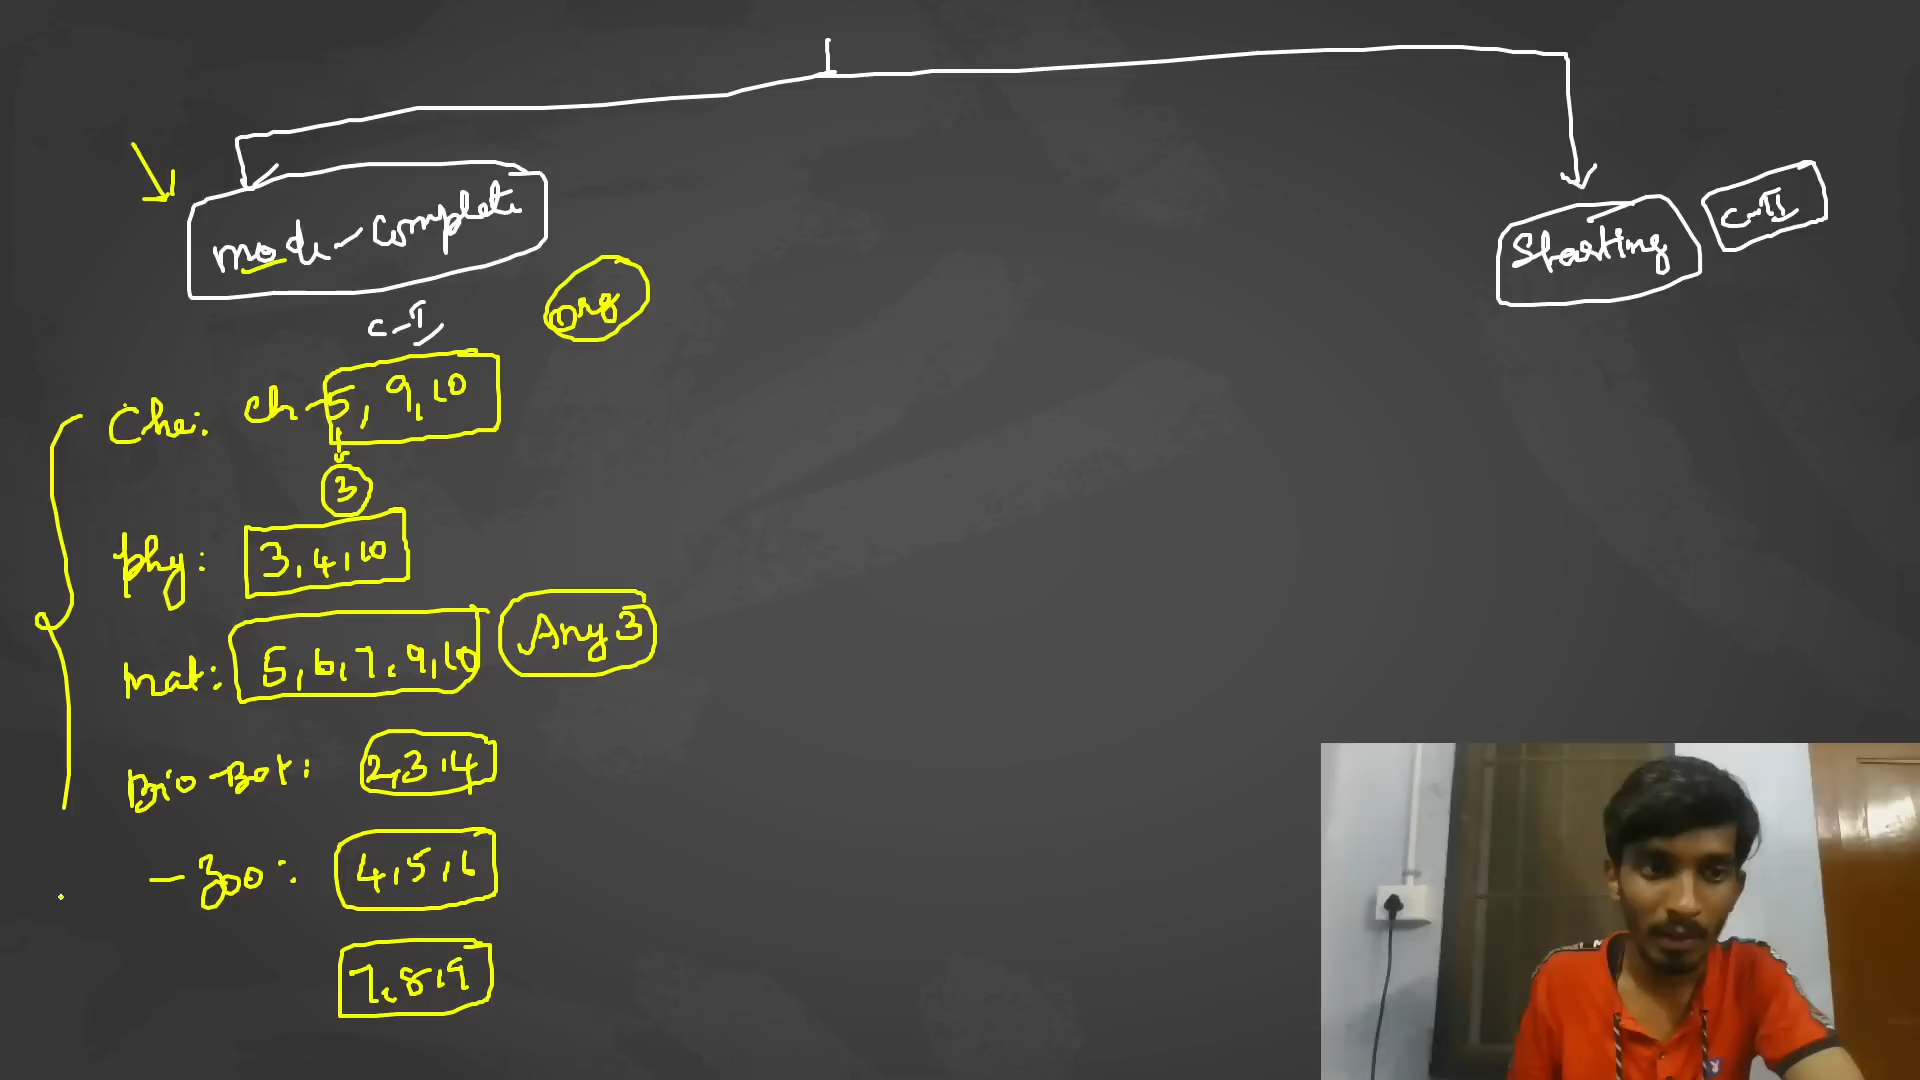 mode - complete
Starting
C-II
C-I
org
Che: ch - 5, 9, 10
3
phy: 3, 4, 10
mat: 5, 6, 7, 9, 10 Any 3
Bio-Bot: 2, 3, 4
- Zoo: 4, 5, 6
7, 8, 9